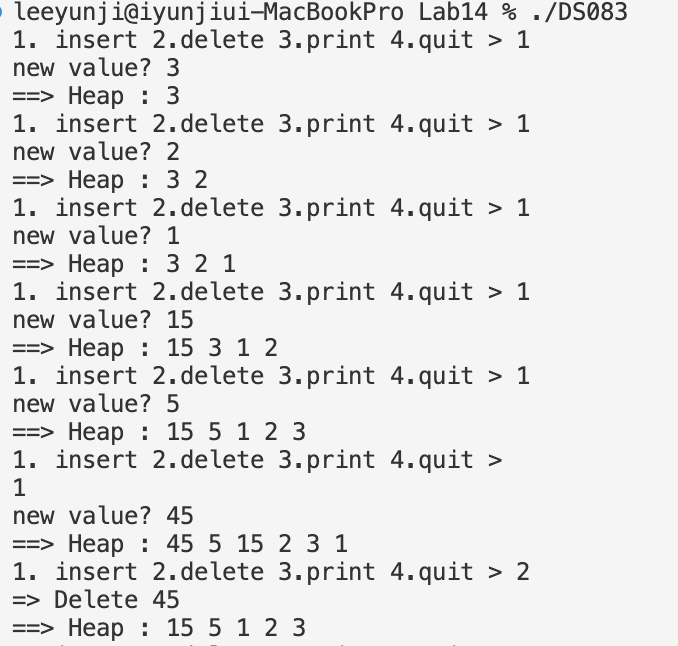 leeyunji@iyunjiui-MacBookPro Lab14 % ./DS083
1. insert 2.delete 3.print 4.quit > 1
new value? 3
==> Heap : 3
1. insert 2.delete 3.print 4.quit > 1
new value? 2
==> Heap : 3 2
1. insert 2.delete 3.print 4.quit > 1
new value? 1
==> Heap : 3 2 1
1. insert 2.delete 3.print 4.quit > 1
new value? 15
==> Heap : 15 3 1 2
1. insert 2.delete 3.print 4.quit > 1
new value? 5
==> Heap : 15 5 1 2 3
1. insert 2.delete 3.print 4.quit >
1
new value? 45
==> Heap : 45 5 15 2 3 1
1. insert 2.delete 3.print 4.quit > 2
=> Delete 45
==> Heap : 15 5 1 2 3